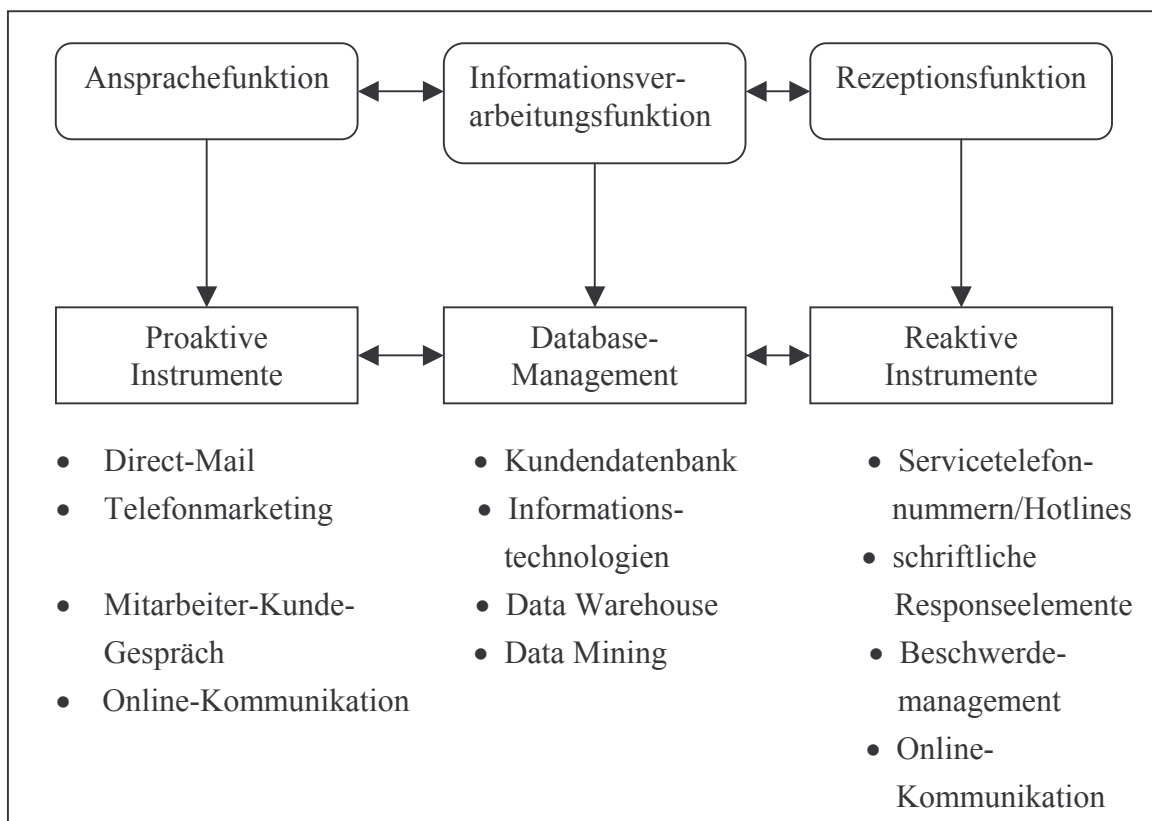 Ansprachefunktion
Informationsver-
arbeitungsfunktion
Rezeptionsfunktion
Proaktive
Instrumente
Database-
Management
Reaktive
Instrumente
• Direct-Mail
• Telefonmarketing
• Mitarbeiter-Kunde-
Gespräch
• Online-Kommunikation
• Kundendatenbank
• Informations-
technologien
• Data Warehouse
• Data Mining
• Servicetelefon-
nummern/Hotlines
• schriftliche
Responseelemente
• Beschwerde-
management
• Online-
Kommunikation